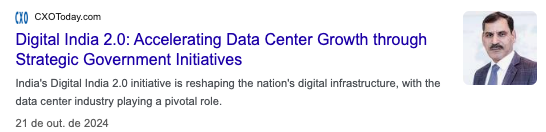 CXO CXOToday.com
Digital India 2.0: Accelerating Data Center Growth through
Strategic Government Initiatives
India's Digital India 2.0 initiative is reshaping the nation's digital infrastructure, with the
data center industry playing a pivotal role.
21 de out. de 2024